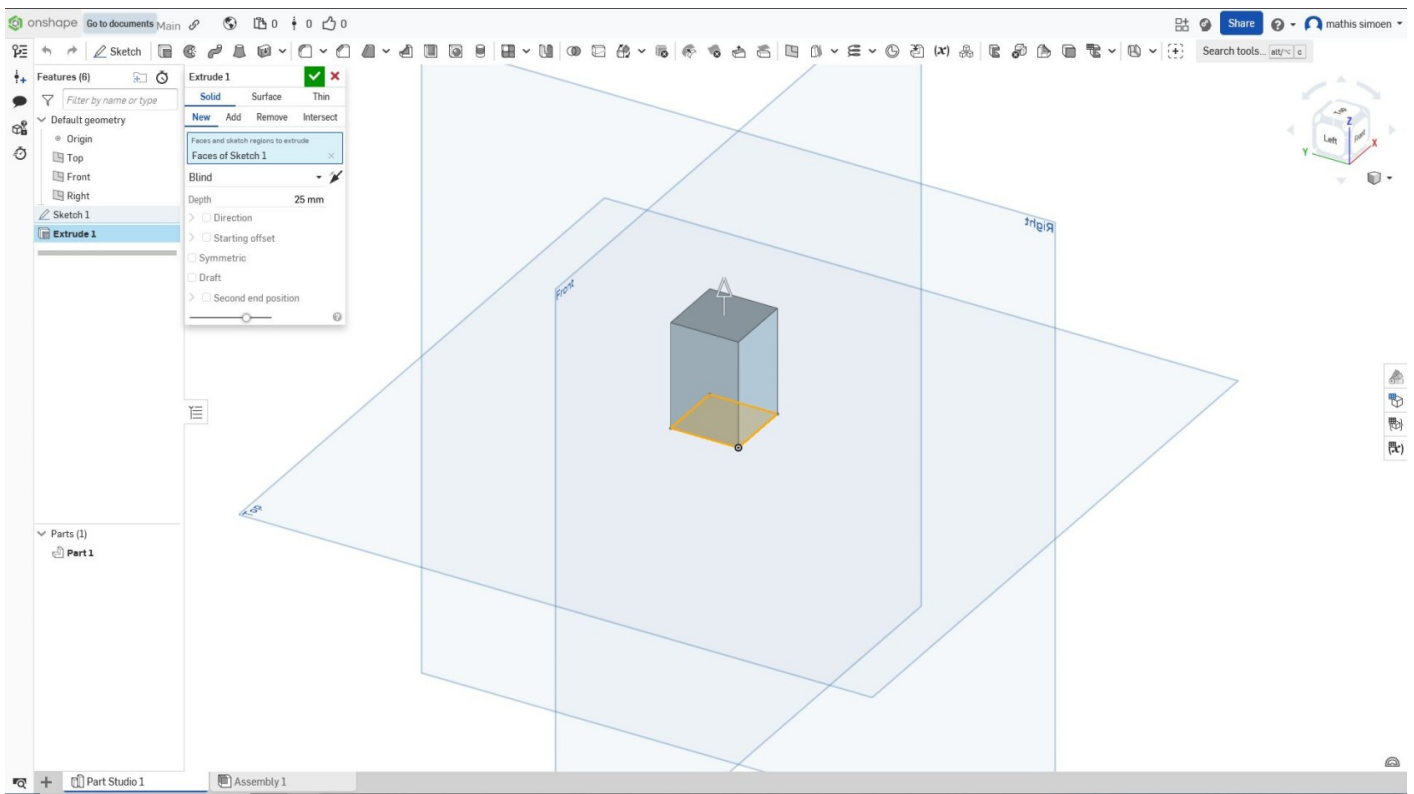 onshape Go to documents Main 0 0 0 Share mathis simoen
Sketch (x) Search tools... alt/⌥ c
Features (6)
Filter by name or type
Default geometry
Origin
Top
Front
Right
Sketch 1
Extrude 1
Extrude 1
Solid Surface Thin
New Add Remove Intersect
Faces and sketch regions to extrude
Faces of Sketch 1
Blind
Depth 25 mm
Direction
Starting offset
Symmetric
Draft
Second end position
Right
Front
Top
Z
Left
Y
X
(x)
Parts (1)
Part 1
Part Studio 1 Assembly 1